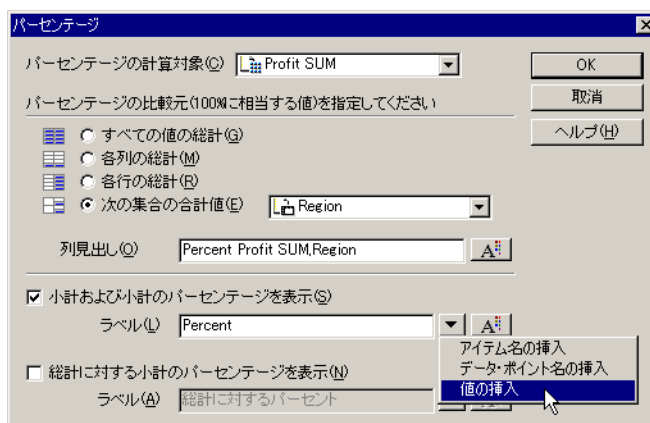 パーセンテージ
パーセンテージの計算対象(C) Profit SUM
OK
パーセンテージの比較元(100%に相当する値)を指定してください
取消
すべての値の総計(G)
ヘルプ(H)
各列の総計(M)
各行の総計(R)
次の集合の合計値(E) Region
列見出し(O) Percent Profit SUM,Region A
小計および小計のパーセンテージを表示(S)
ラベル(L) Percent A
アイテム名の挿入
データ・ポイント名の挿入
総計に対する小計のパーセンテージを表示(N)
値の挿入
ラベル(A) 総計に対するパーセント